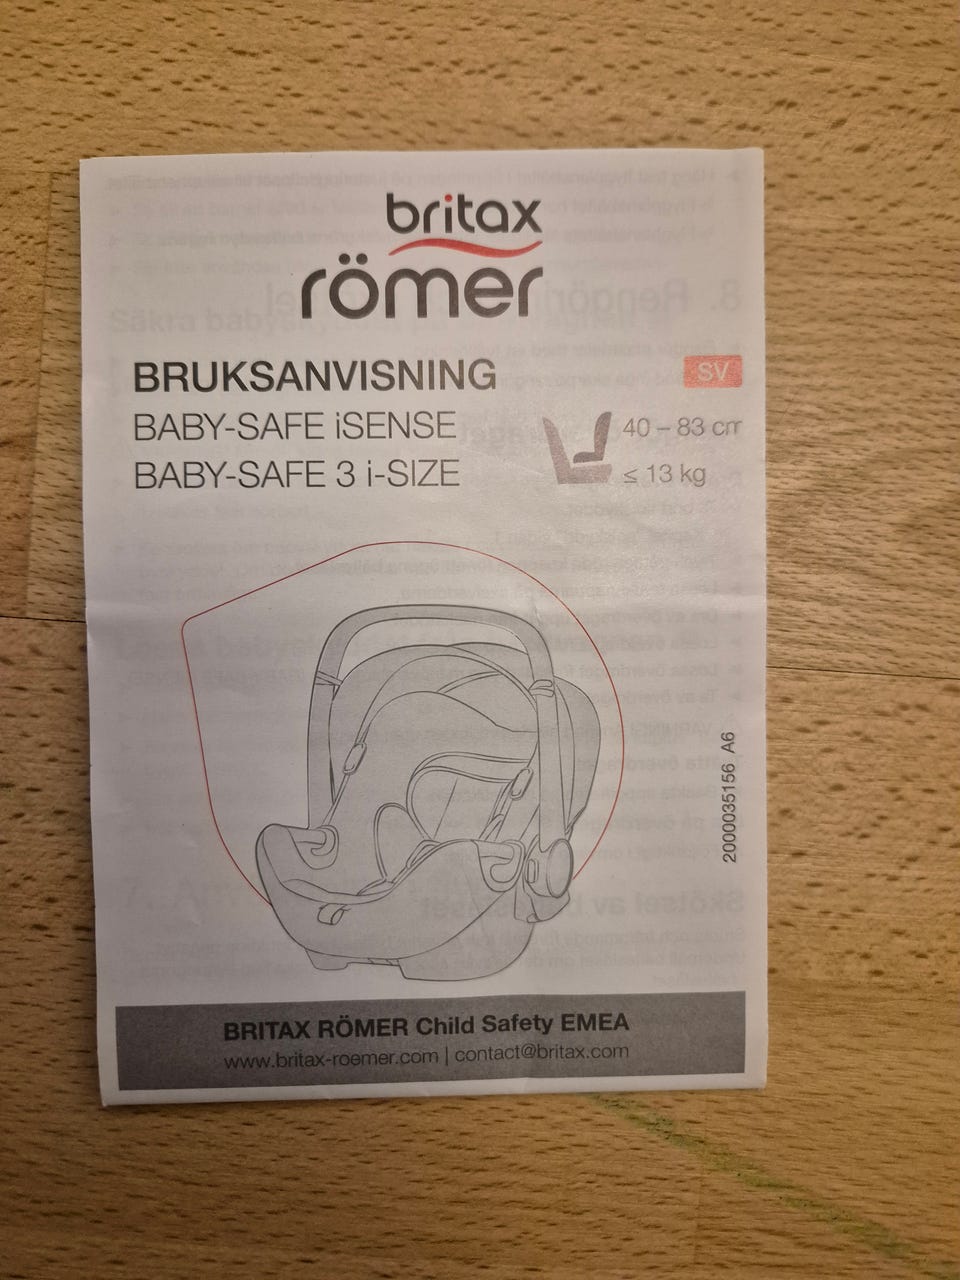 britax
römer
BRUKSANVISNING
SV
BABY-SAFE iSENSE
BABY-SAFE 3 i-SIZE
40 – 83 cm
≤ 13 kg
2000035156 A6
BRITAX RÖMER Child Safety EMEA
www.britax-roemer.com | contact@britax.com